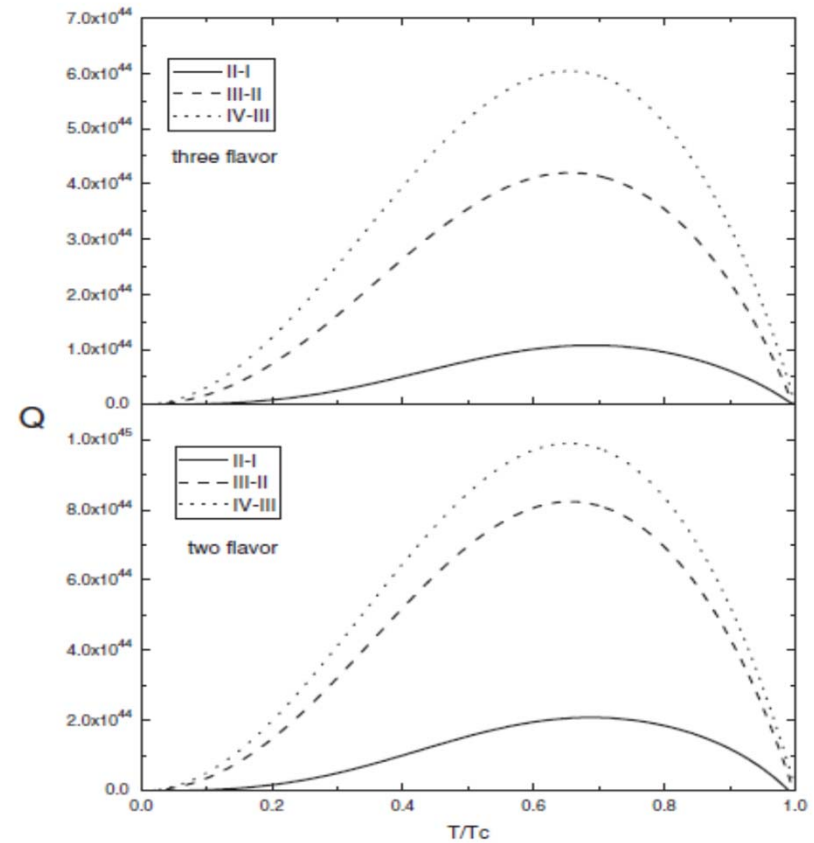 7.0x10^44
6.0x10^44
5.0x10^44
4.0x10^44
3.0x10^44
2.0x10^44
1.0x10^44
0.0
II-I
III-II
IV-III
three flavor
Q
1.0x10^45
8.0x10^44
6.0x10^44
4.0x10^44
2.0x10^44
0.0
II-I
III-II
IV-III
two flavor
0.0 0.2 0.4 0.6 0.8 1.0
T/Tc